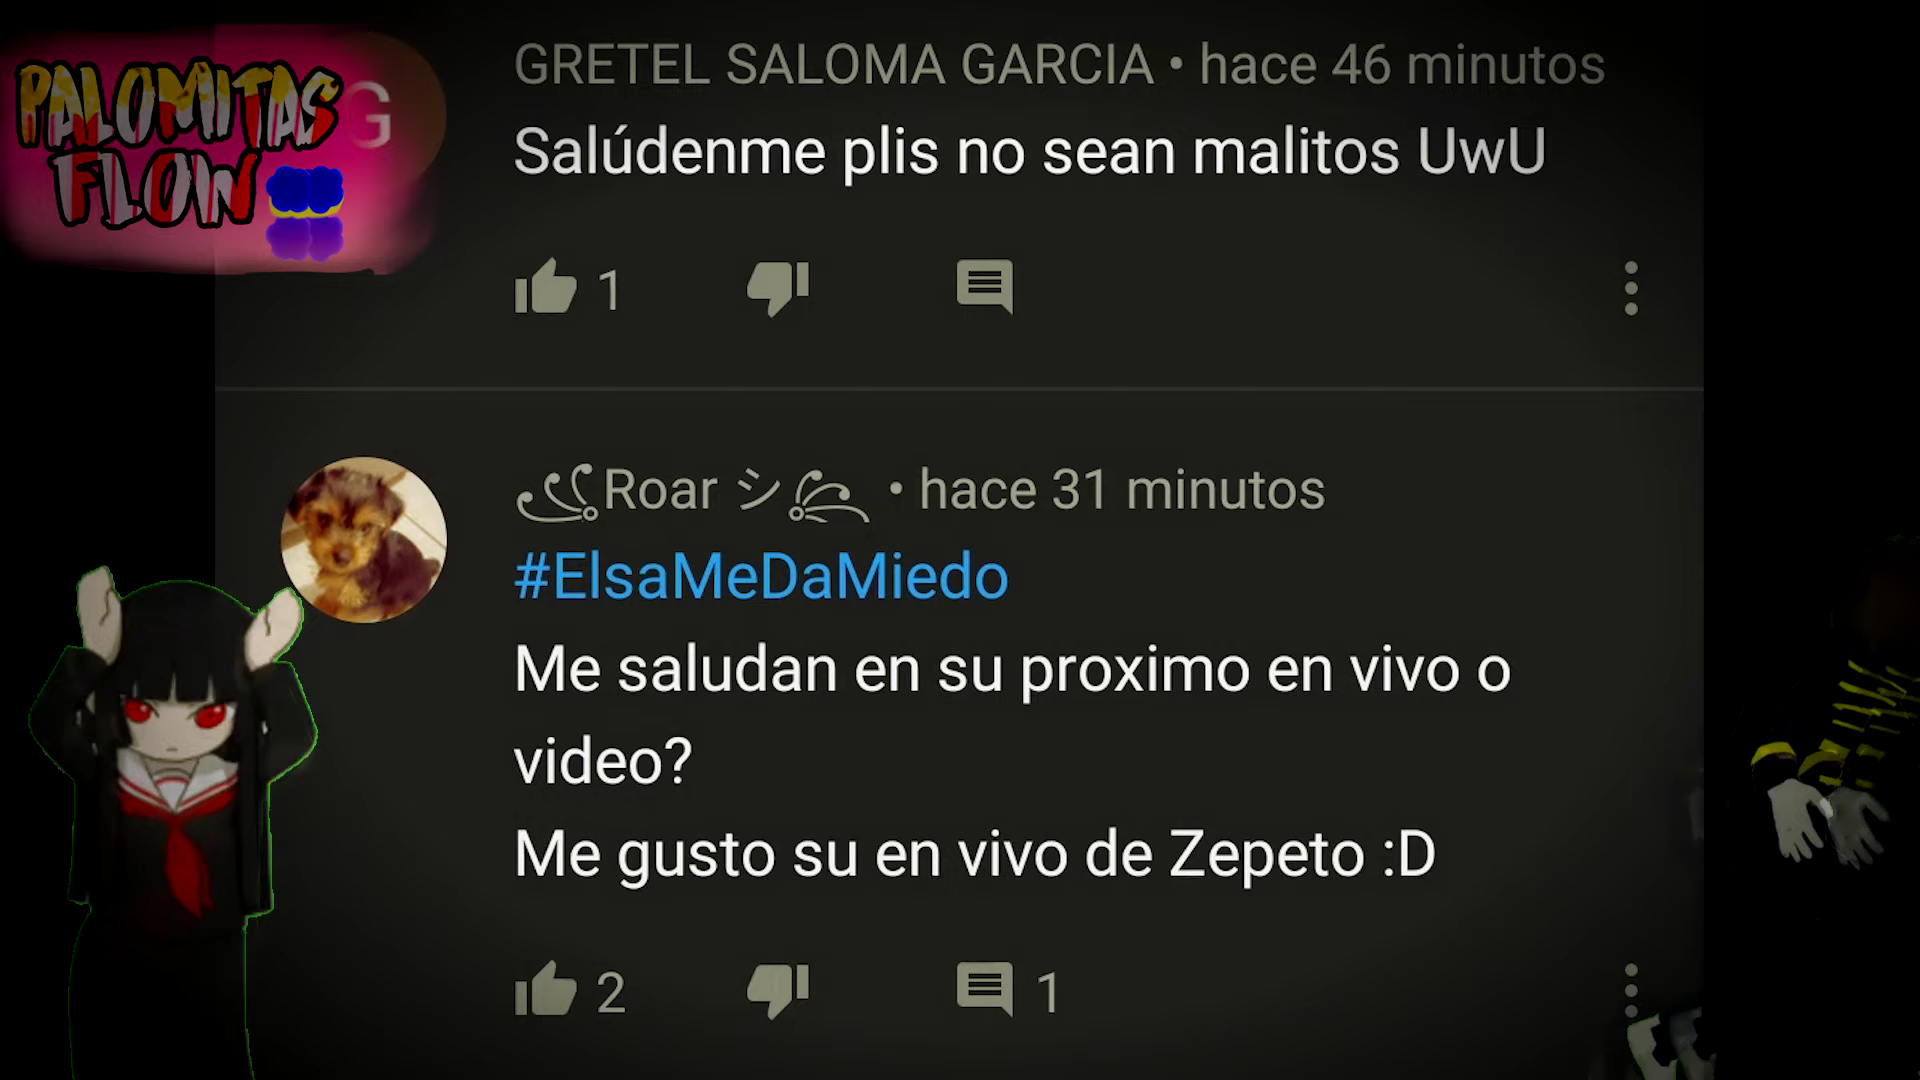 PALOMITAS
FLOW
G
GRETEL SALOMA GARCIA • hace 46 minutos
Salúdenme plis no sean malitos UwU
1
Roar シ • hace 31 minutos
#ElsaMeDaMiedo
Me saludan en su proximo en vivo o
video?
Me gusto su en vivo de Zepeto :D
2 1